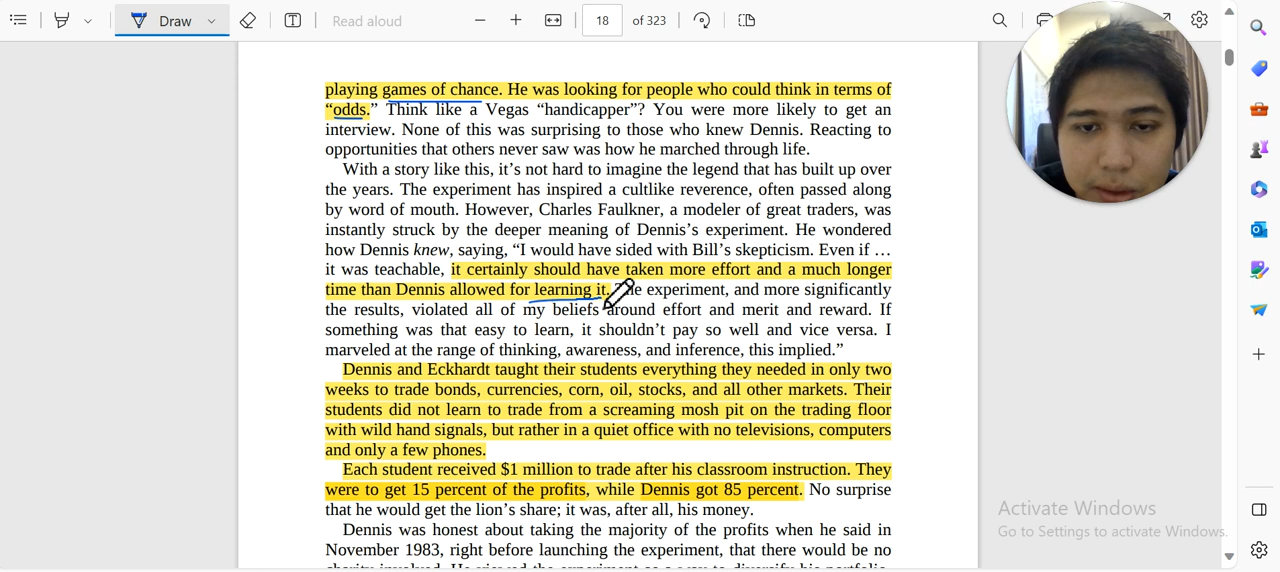 Draw
Read aloud
18 of 323
playing games of chance. He was looking for people who could think in terms of
“odds.” Think like a Vegas “handicapper”? You were more likely to get an
interview. None of this was surprising to those who knew Dennis. Reacting to
opportunities that others never saw was how he marched through life.
With a story like this, it’s not hard to imagine the legend that has built up over
the years. The experiment has inspired a cultlike reverence, often passed along
by word of mouth. However, Charles Faulkner, a modeler of great traders, was
instantly struck by the deeper meaning of Dennis’s experiment. He wondered
how Dennis knew, saying, “I would have sided with Bill’s skepticism. Even if …
it was teachable, it certainly should have taken more effort and a much longer
time than Dennis allowed for learning it. The experiment, and more significantly
the results, violated all of my beliefs around effort and merit and reward. If
something was that easy to learn, it shouldn’t pay so well and vice versa. I
marveled at the range of thinking, awareness, and inference, this implied.”
Dennis and Eckhardt taught their students everything they needed in only two
weeks to trade bonds, currencies, corn, oil, stocks, and all other markets. Their
students did not learn to trade from a screaming mosh pit on the trading floor
with wild hand signals, but rather in a quiet office with no televisions, computers
and only a few phones.
Each student received $1 million to trade after his classroom instruction. They
were to get 15 percent of the profits, while Dennis got 85 percent. No surprise
that he would get the lion’s share; it was, after all, his money.
Dennis was honest about taking the majority of the profits when he said in
November 1983, right before launching the experiment, that there would be no
Activate Windows
Go to Settings to activate Windows.